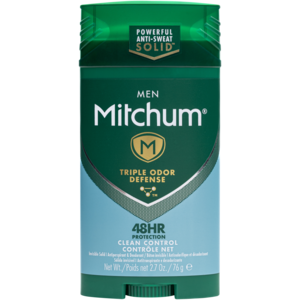 POWERFUL
ANTI-SWEAT
SOLID
MEN
Mitchum®
M
TRIPLE ODOR
DEFENSE
TM
48HR
PROTECTION
CLEAN CONTROL
CONTRÔLE NET
Net WT./Poids net 2.7 Oz./76 g